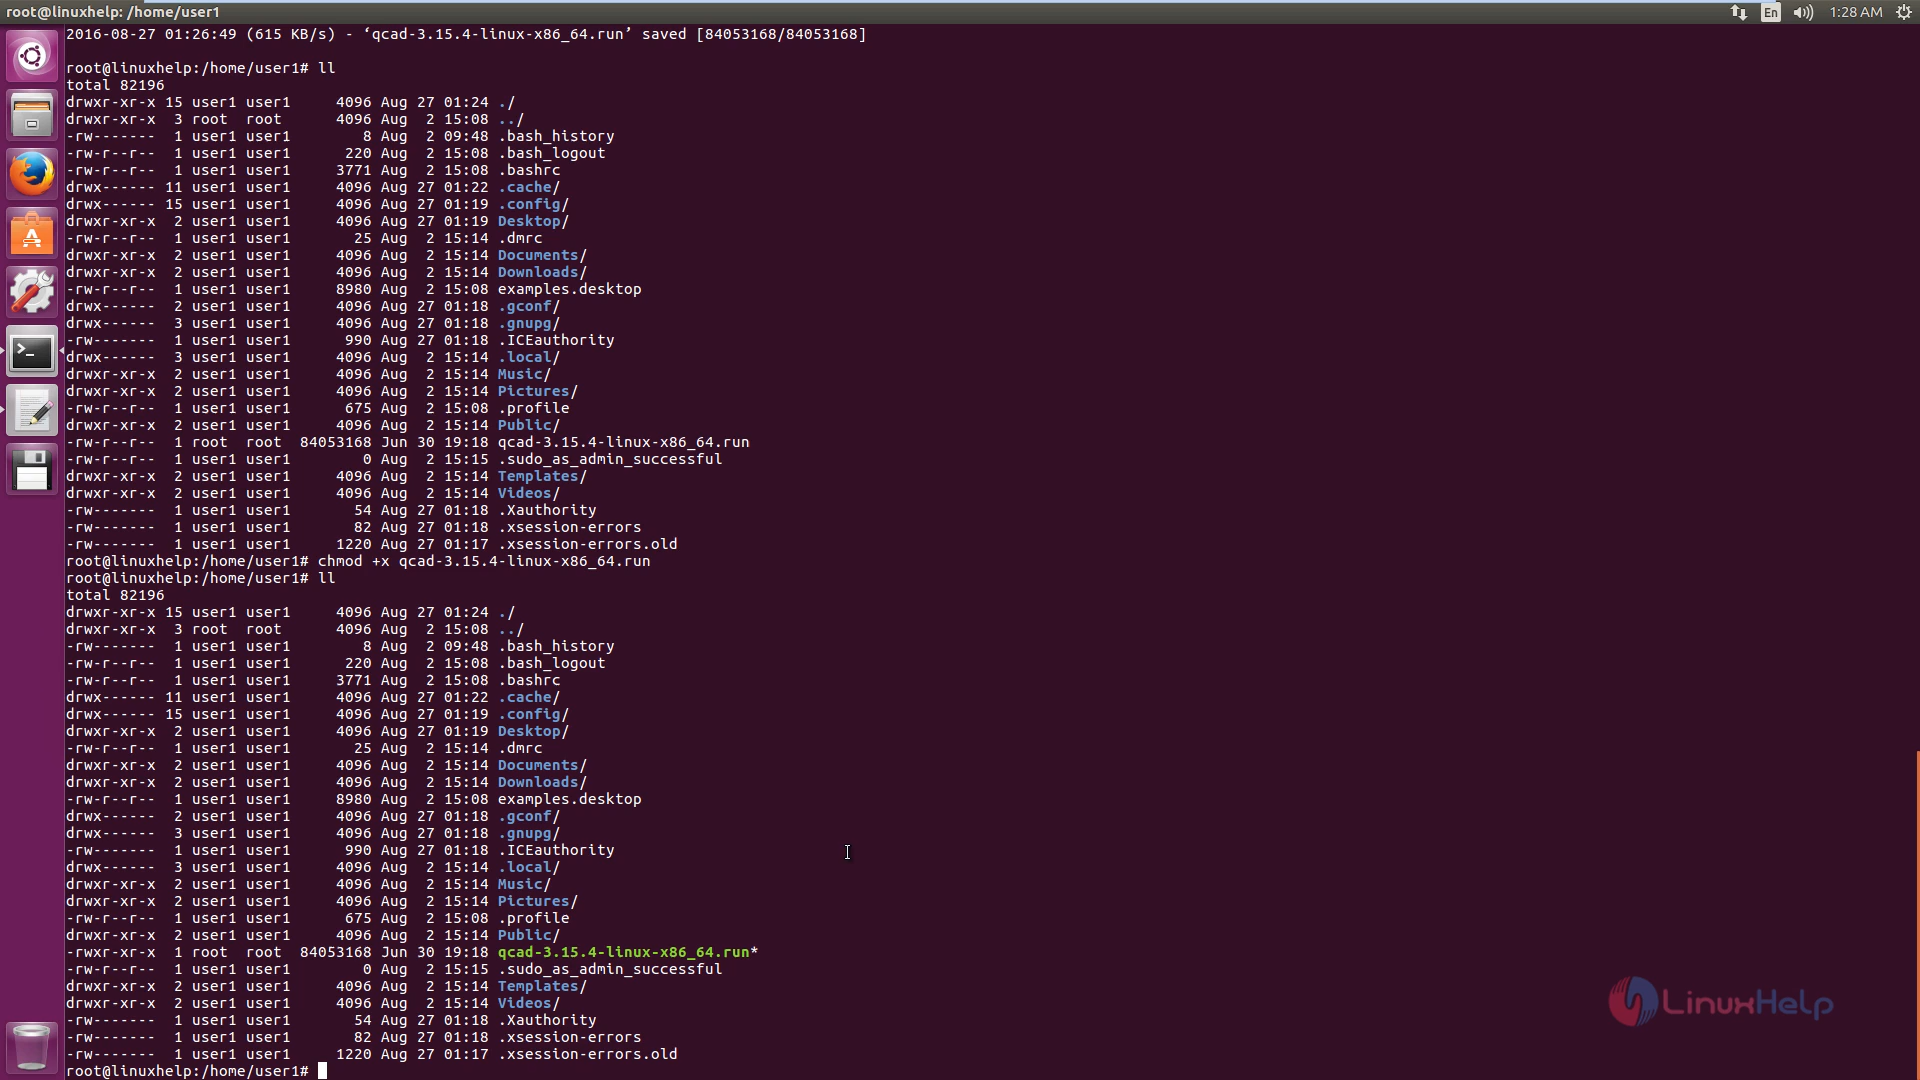 root@linuxhelp: /home/user1
En 1:28 AM
2016-08-27 01:26:49 (615 KB/s) - ‘qcad-3.15.4-linux-x86_64.run’ saved [84053168/84053168]
root@linuxhelp:/home/user1# ll
total 82196
drwxr-xr-x 15 user1 user1     4096 Aug 27 01:24 ./
drwxr-xr-x  3 root  root      4096 Aug  2 15:08 ../
-rw-------  1 user1 user1        8 Aug  2 09:48 .bash_history
-rw-r--r--  1 user1 user1      220 Aug  2 15:08 .bash_logout
-rw-r--r--  1 user1 user1     3771 Aug  2 15:08 .bashrc
drwx------ 11 user1 user1     4096 Aug 27 01:22 .cache/
drwx------ 15 user1 user1     4096 Aug 27 01:19 .config/
drwxr-xr-x  2 user1 user1     4096 Aug 27 01:19 Desktop/
-rw-r--r--  1 user1 user1       25 Aug  2 15:14 .dmrc
drwxr-xr-x  2 user1 user1     4096 Aug  2 15:14 Documents/
drwxr-xr-x  2 user1 user1     4096 Aug  2 15:14 Downloads/
-rw-r--r--  1 user1 user1     8980 Aug  2 15:08 examples.desktop
drwx------  2 user1 user1     4096 Aug 27 01:18 .gconf/
drwx------  3 user1 user1     4096 Aug 27 01:18 .gnupg/
-rw-------  1 user1 user1      990 Aug 27 01:18 .ICEauthority
drwx------  3 user1 user1     4096 Aug  2 15:14 .local/
drwxr-xr-x  2 user1 user1     4096 Aug  2 15:14 Music/
drwxr-xr-x  2 user1 user1     4096 Aug  2 15:14 Pictures/
-rw-r--r--  1 user1 user1      675 Aug  2 15:08 .profile
drwxr-xr-x  2 user1 user1     4096 Aug  2 15:14 Public/
-rw-r--r--  1 root  root  84053168 Jun 30 19:18 qcad-3.15.4-linux-x86_64.run
-rw-r--r--  1 user1 user1        0 Aug  2 15:15 .sudo_as_admin_successful
drwxr-xr-x  2 user1 user1     4096 Aug  2 15:14 Templates/
drwxr-xr-x  2 user1 user1     4096 Aug  2 15:14 Videos/
-rw-------  1 user1 user1       54 Aug 27 01:18 .Xauthority
-rw-------  1 user1 user1       82 Aug 27 01:18 .xsession-errors
-rw-------  1 user1 user1     1220 Aug 27 01:17 .xsession-errors.old
root@linuxhelp:/home/user1# chmod +x qcad-3.15.4-linux-x86_64.run
root@linuxhelp:/home/user1# ll
total 82196
drwxr-xr-x 15 user1 user1     4096 Aug 27 01:24 ./
drwxr-xr-x  3 root  root      4096 Aug  2 15:08 ../
-rw-------  1 user1 user1        8 Aug  2 09:48 .bash_history
-rw-r--r--  1 user1 user1      220 Aug  2 15:08 .bash_logout
-rw-r--r--  1 user1 user1     3771 Aug  2 15:08 .bashrc
drwx------ 11 user1 user1     4096 Aug 27 01:22 .cache/
drwx------ 15 user1 user1     4096 Aug 27 01:19 .config/
drwxr-xr-x  2 user1 user1     4096 Aug 27 01:19 Desktop/
-rw-r--r--  1 user1 user1       25 Aug  2 15:14 .dmrc
drwxr-xr-x  2 user1 user1     4096 Aug  2 15:14 Documents/
drwxr-xr-x  2 user1 user1     4096 Aug  2 15:14 Downloads/
-rw-r--r--  1 user1 user1     8980 Aug  2 15:08 examples.desktop
drwx------  2 user1 user1     4096 Aug 27 01:18 .gconf/
drwx------  3 user1 user1     4096 Aug 27 01:18 .gnupg/
-rw-------  1 user1 user1      990 Aug 27 01:18 .ICEauthority
drwx------  3 user1 user1     4096 Aug  2 15:14 .local/
drwxr-xr-x  2 user1 user1     4096 Aug  2 15:14 Music/
drwxr-xr-x  2 user1 user1     4096 Aug  2 15:14 Pictures/
-rw-r--r--  1 user1 user1      675 Aug  2 15:08 .profile
drwxr-xr-x  2 user1 user1     4096 Aug  2 15:14 Public/
-rwxr-xr-x  1 root  root  84053168 Jun 30 19:18 qcad-3.15.4-linux-x86_64.run*
-rw-r--r--  1 user1 user1        0 Aug  2 15:15 .sudo_as_admin_successful
drwxr-xr-x  2 user1 user1     4096 Aug  2 15:14 Templates/
drwxr-xr-x  2 user1 user1     4096 Aug  2 15:14 Videos/
-rw-------  1 user1 user1       54 Aug 27 01:18 .Xauthority
-rw-------  1 user1 user1       82 Aug 27 01:18 .xsession-errors
-rw-------  1 user1 user1     1220 Aug 27 01:17 .xsession-errors.old
root@linuxhelp:/home/user1#
LinuxHelp